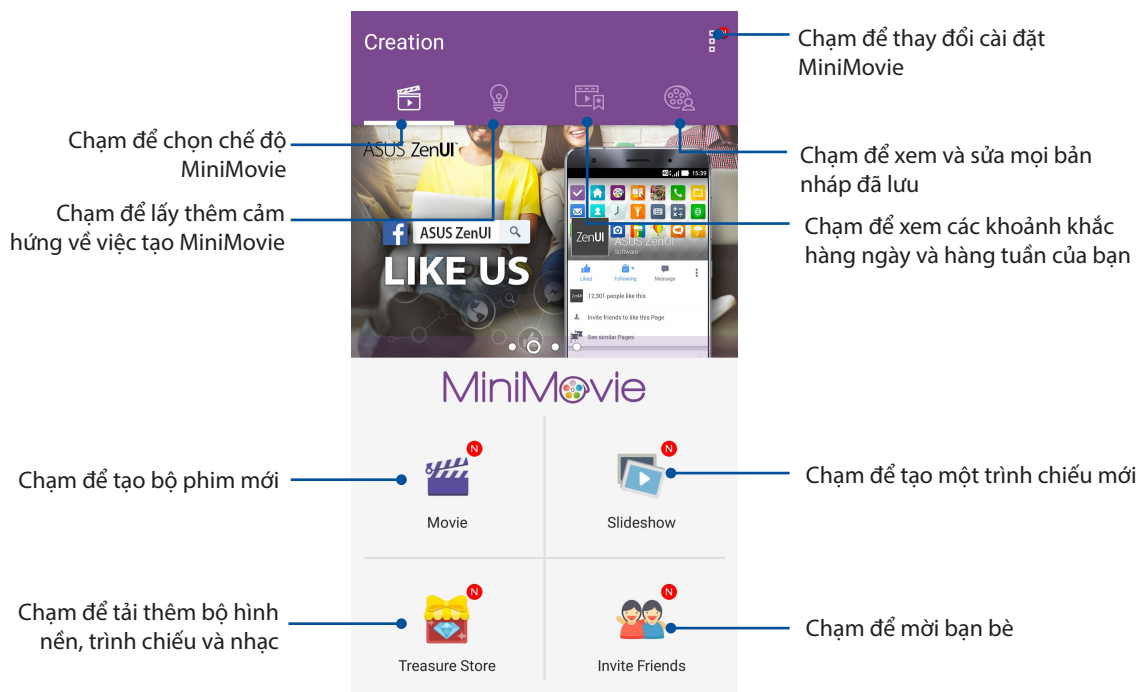 Creation
Chạm để thay đổi cài đặt
MiniMovie
Chạm để chọn chế độ
MiniMovie
Chạm để lấy thêm cảm
hứng về việc tạo MiniMovie
Chạm để xem và sửa mọi bản
nháp đã lưu
Chạm để xem các khoảnh khắc
hàng ngày và hàng tuần của bạn
ASUS ZenUI
ASUS ZenUI
LIKE US
15:39
ZenUI
ASUS ZenUI
Software
Liked
Following
Message
ZenUI
12,301 people like this
Invite friends to like this Page
See similar Pages
MiniMovie
Chạm để tạo bộ phim mới
N
Movie
N
Slideshow
Chạm để tạo một trình chiếu mới
Chạm để tải thêm bộ hình
nền, trình chiếu và nhạc
N
Treasure Store
N
Invite Friends
Chạm để mời bạn bè